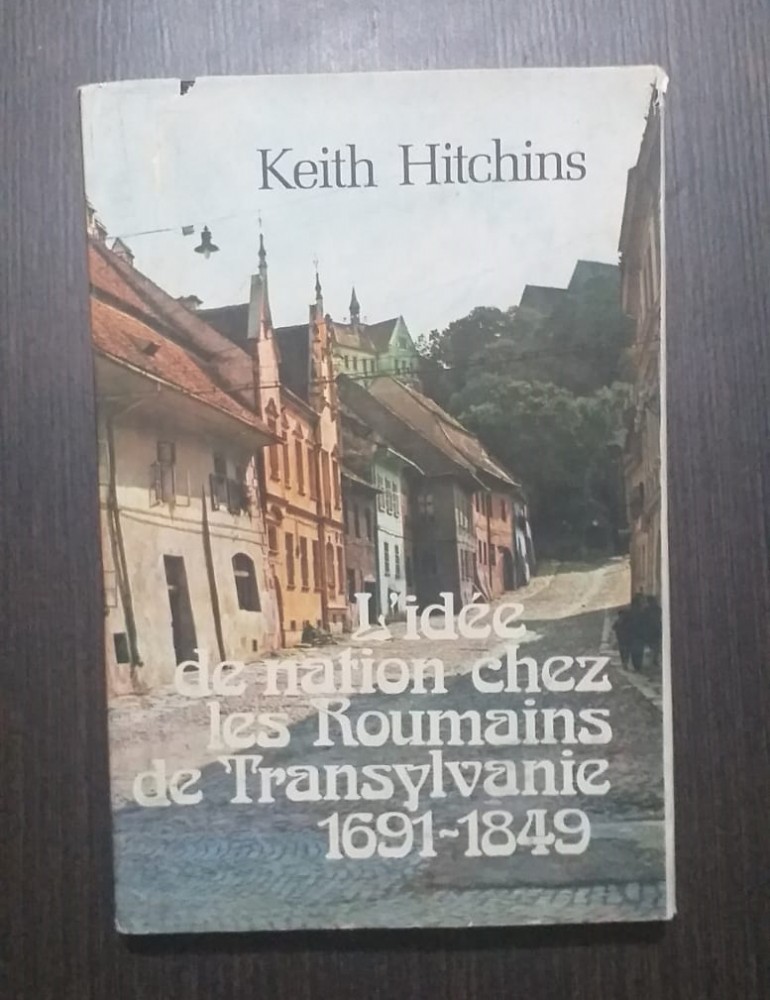 Keith Hitchins
L'idée
de nation chez
les Roumains
de Transylvanie
1691-1849